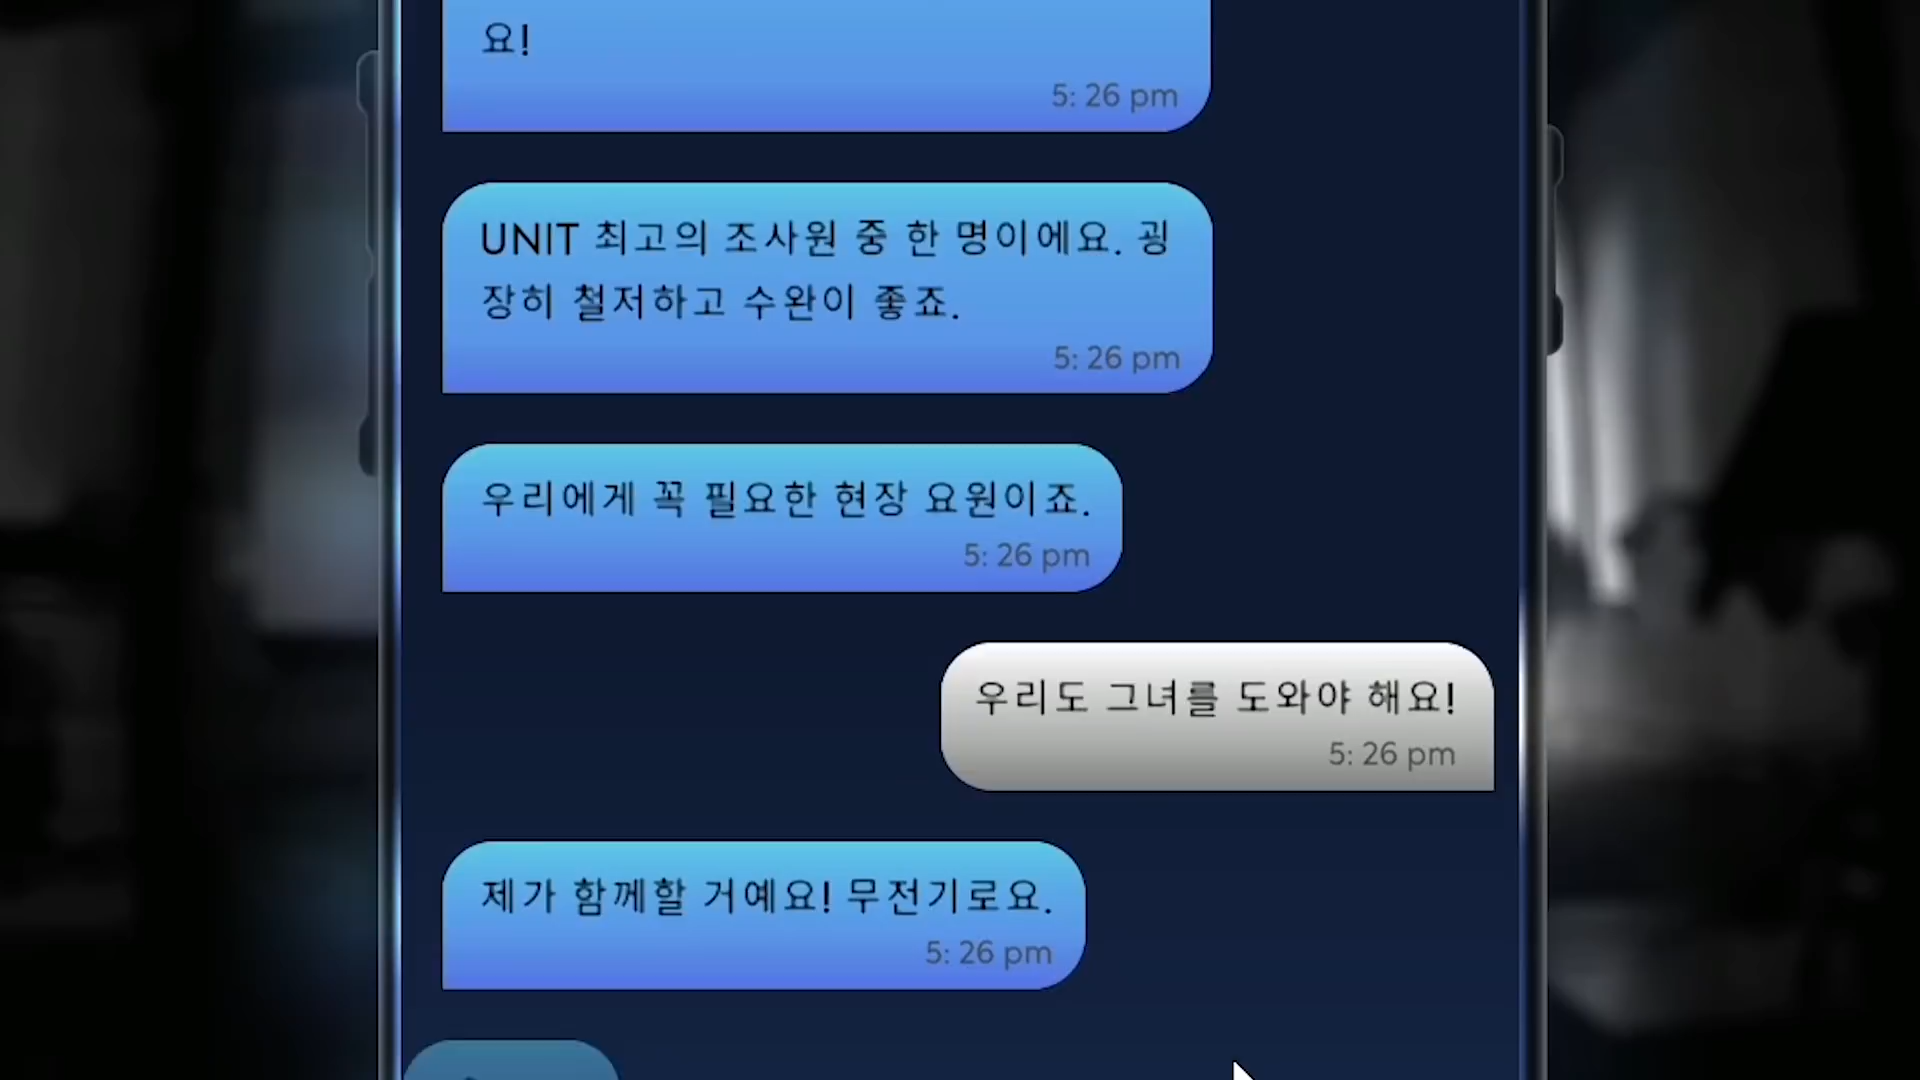 요!
5: 26 pm
UNIT 최고의 조사원 중 한 명이에요. 굉
장히 철저하고 수완이 좋죠.
5: 26 pm
우리에게 꼭 필요한 현장 요원이죠.
5: 26 pm
우리도 그녀를 도와야 해요!
5: 26 pm
제가 함께할 거예요! 무전기로요.
5: 26 pm